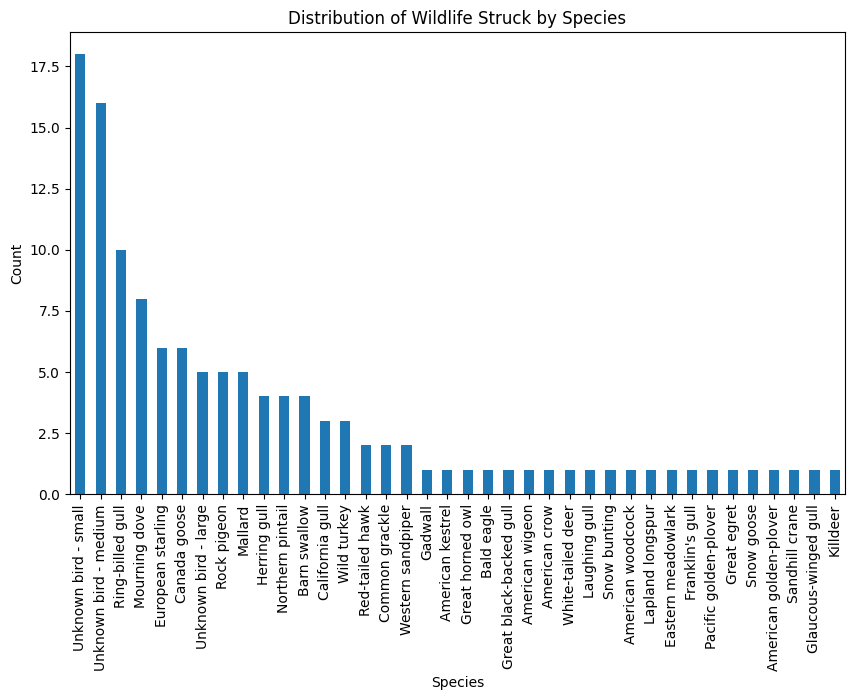 Distribution of Wildlife Struck by Species
17.5
15.0
12.5
10.0
7.5
5.0
2.5
0.0
Count
Unknown bird - small
Unknown bird - medium
Ring-billed gull
Mourning dove
European starling
Canada goose
Unknown bird - large
Rock pigeon
Mallard
Herring gull
Northern pintail
Barn swallow
California gull
Wild turkey
Red-tailed hawk
Common grackle
Western sandpiper
Gadwall
American kestrel
Great horned owl
Bald eagle
Great black-backed gull
American wigeon
American crow
White-tailed deer
Laughing gull
Snow bunting
American woodcock
Lapland longspur
Eastern meadowlark
Franklin's gull
Pacific golden-plover
Great egret
Snow goose
American golden-plover
Sandhill crane
Glaucous-winged gull
Killdeer
Species